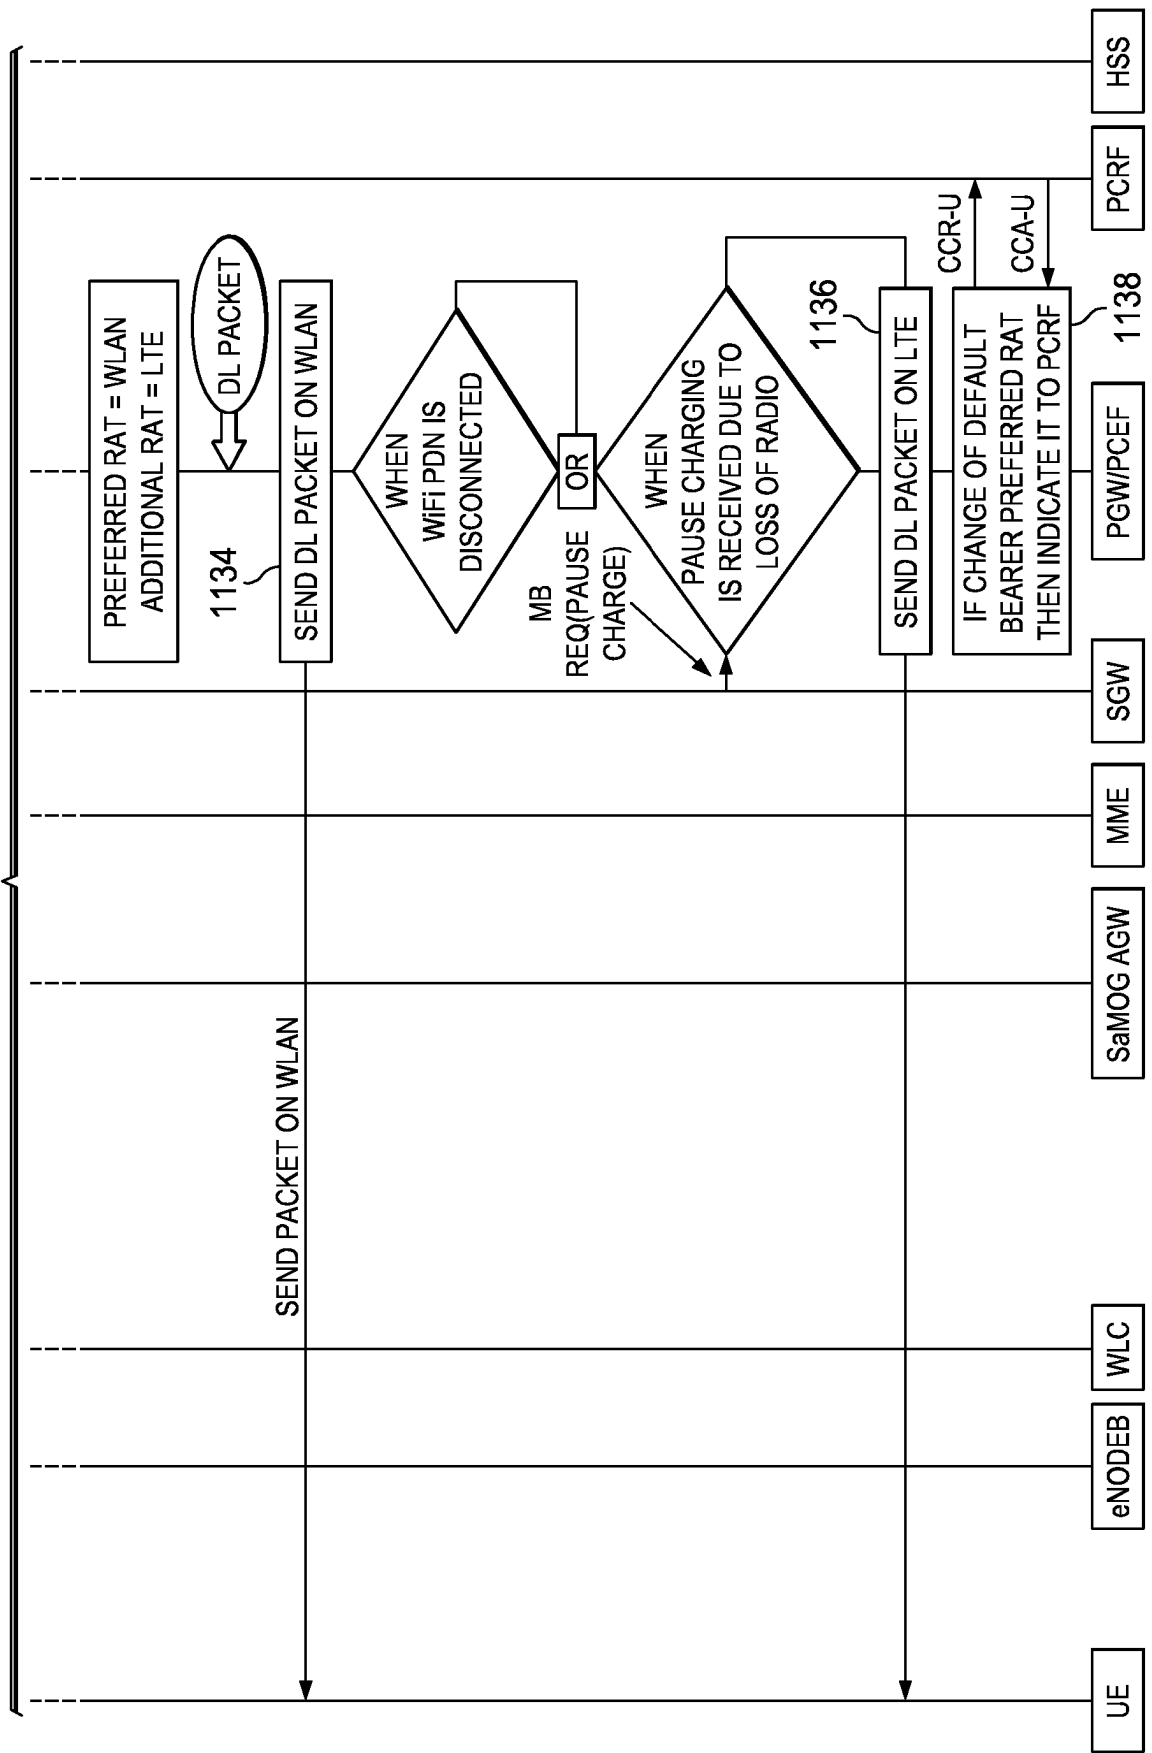 PREFERRED RAT = WLAN
ADDITIONAL RAT = LTE
DL PACKET
1134
SEND DL PACKET ON WLAN
SEND PACKET ON WLAN
WHEN
WiFi PDN IS
DISCONNECTED
OR
MB
REQ(PAUSE
CHARGE)
WHEN
PAUSE CHARGING
IS RECEIVED DUE TO
LOSS OF RADIO
1136
SEND DL PACKET ON LTE
IF CHANGE OF DEFAULT
BEARER PREFERRED RAT
THEN INDICATE IT TO PCRF
CCR-U
CCA-U
1138
UE
eNODEB
WLC
SaMOG AGW
MME
SGW
PGW/PCEF
PCRF
HSS